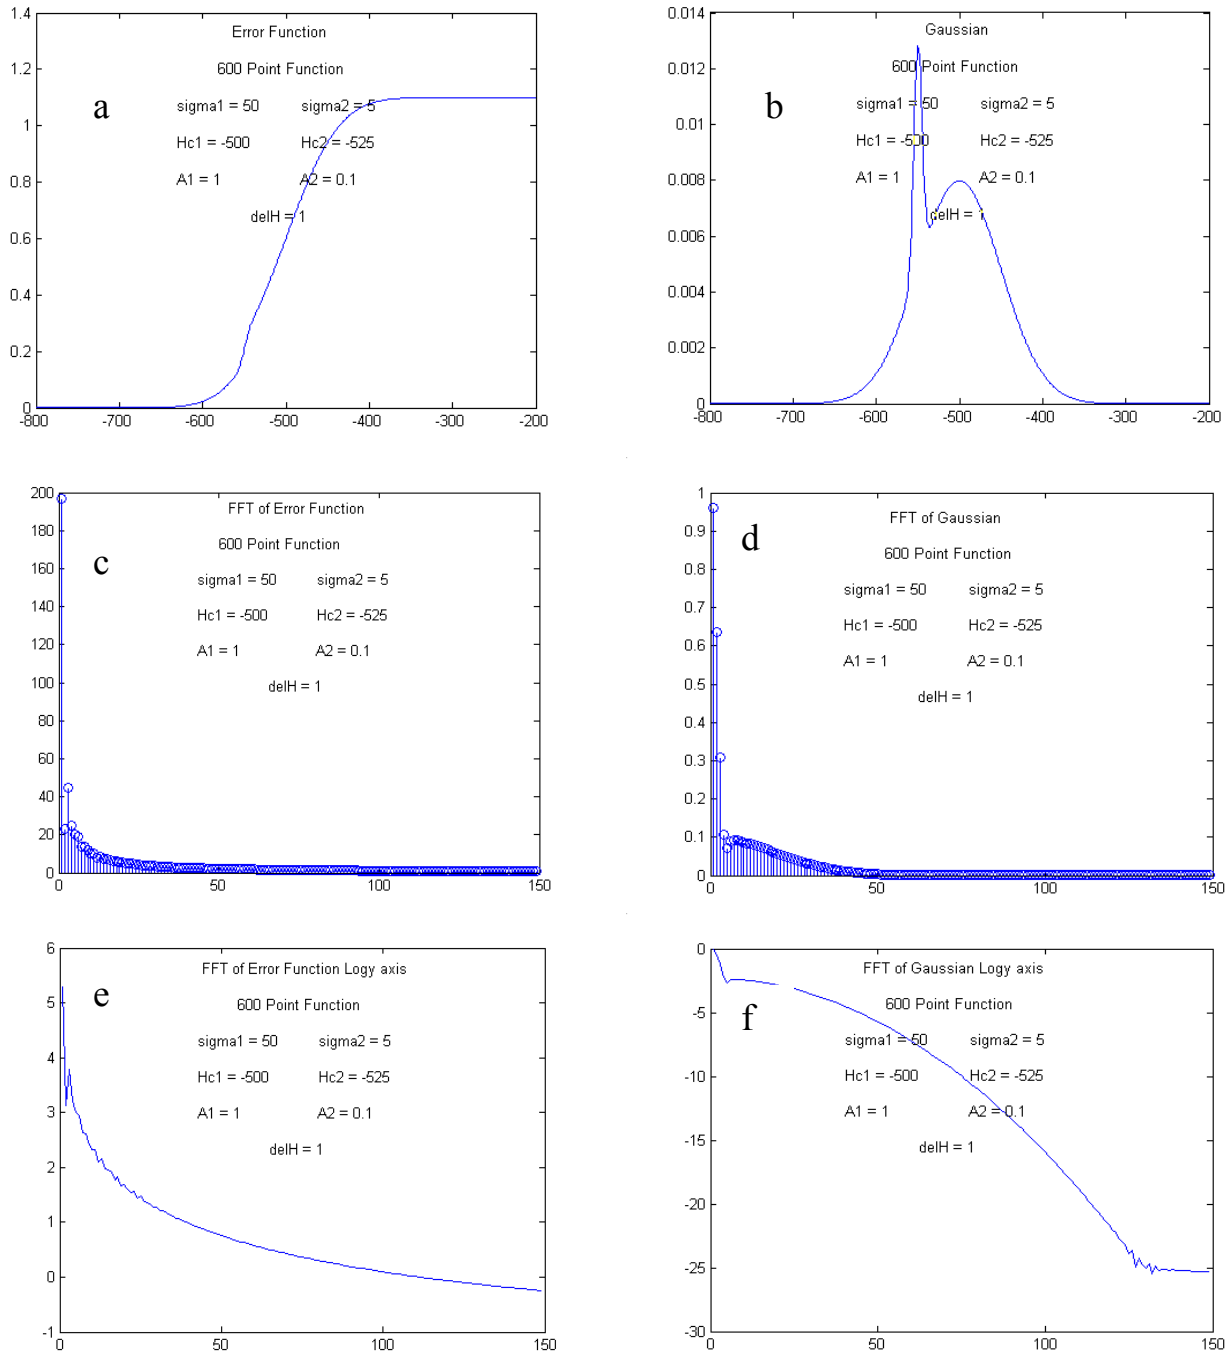 1.4
Error Function
1.2
600 Point Function
a
sigma1 = 50 sigma2 = 5
1
Hc1 = -500 Hc2 = -525
0.8
A1 = 1 A2 = 0.1
delH = 1
0.6
0.4
0.2
0
-800 -700 -600 -500 -400 -300 -200
0.014
Gaussian
0.012
600 Point Function
b
sigma1 = 50 sigma2 = 5
0.01
Hc1 = -500 Hc2 = -525
0.008
A1 = 1 A2 = 0.1
delH = 1
0.006
0.004
0.002
0
-800 -700 -600 -500 -400 -300 -200
200
FFT of Error Function
180
600 Point Function
c
160
sigma1 = 50 sigma2 = 5
140
Hc1 = -500 Hc2 = -525
120
A1 = 1 A2 = 0.1
100
delH = 1
80
60
40
20
0
0 50 100 150
1
FFT of Gaussian
0.9
d
600 Point Function
0.8
sigma1 = 50 sigma2 = 5
0.7
Hc1 = -500 Hc2 = -525
0.6
A1 = 1 A2 = 0.1
0.5
delH = 1
0.4
0.3
0.2
0.1
0
0 50 100 150
6
FFT of Error Function Logy axis
5
e
600 Point Function
4
sigma1 = 50 sigma2 = 5
Hc1 = -500 Hc2 = -525
3
A1 = 1 A2 = 0.1
2
delH = 1
1
0
-1
0 50 100 150
0
FFT of Gaussian Logy axis
-5
f
600 Point Function
sigma1 = 50 sigma2 = 5
-10
Hc1 = -500 Hc2 = -525
A1 = 1 A2 = 0.1
-15
delH = 1
-20
-25
-30
0 50 100 150